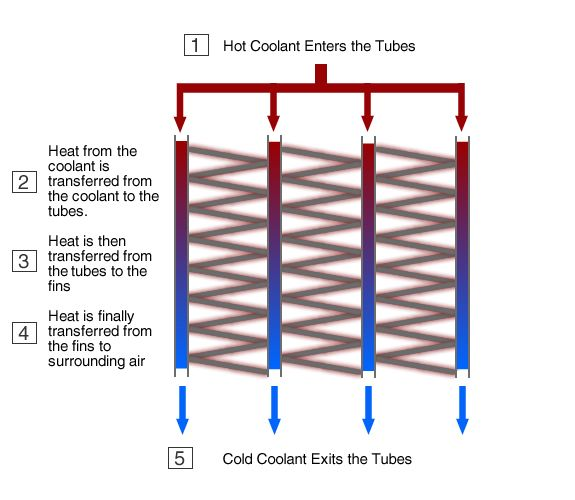 1 Hot Coolant Enters the Tubes
2
Heat from the
coolant is
transferred from
the coolant to the
tubes.
3
Heat is then
transferred from
the tubes to the
fins
4
Heat is finally
transferred from
the fins to
surrounding air
5 Cold Coolant Exits the Tubes